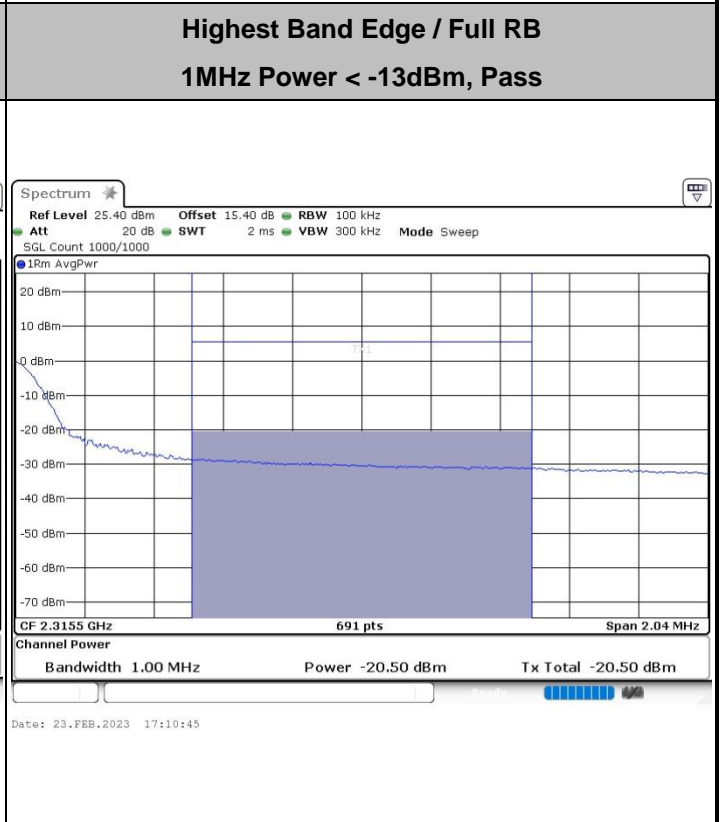 Highest Band Edge / Full RB
1MHz Power < -13dBm, Pass
Spectrum
Ref Level 25.40 dBm Offset 15.40 dB RBW 100 kHz
Att 20 dB SWT 2 ms VBW 300 kHz Mode Sweep
SGL Count 1000/1000
1Rm AvgPwr
20 dBm
10 dBm
TX1
0 dBm
-10 dBm
-20 dBm
-30 dBm
-40 dBm
-50 dBm
-60 dBm
-70 dBm
CF 2.3155 GHz 691 pts Span 2.04 MHz
Channel Power
Bandwidth 1.00 MHz Power -20.50 dBm Tx Total -20.50 dBm
Ready
Date: 23.FEB.2023 17:10:45